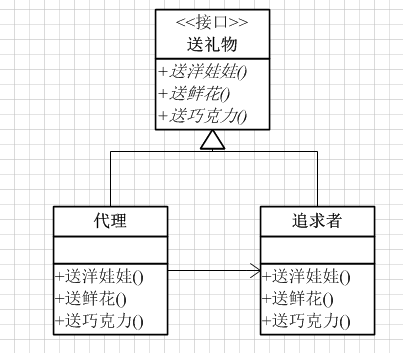 <<接口>>
送礼物
+送洋娃娃()
+送鲜花()
+送巧克力()
代理
+送洋娃娃()
+送鲜花()
+送巧克力()
追求者
+送洋娃娃()
+送鲜花()
+送巧克力()